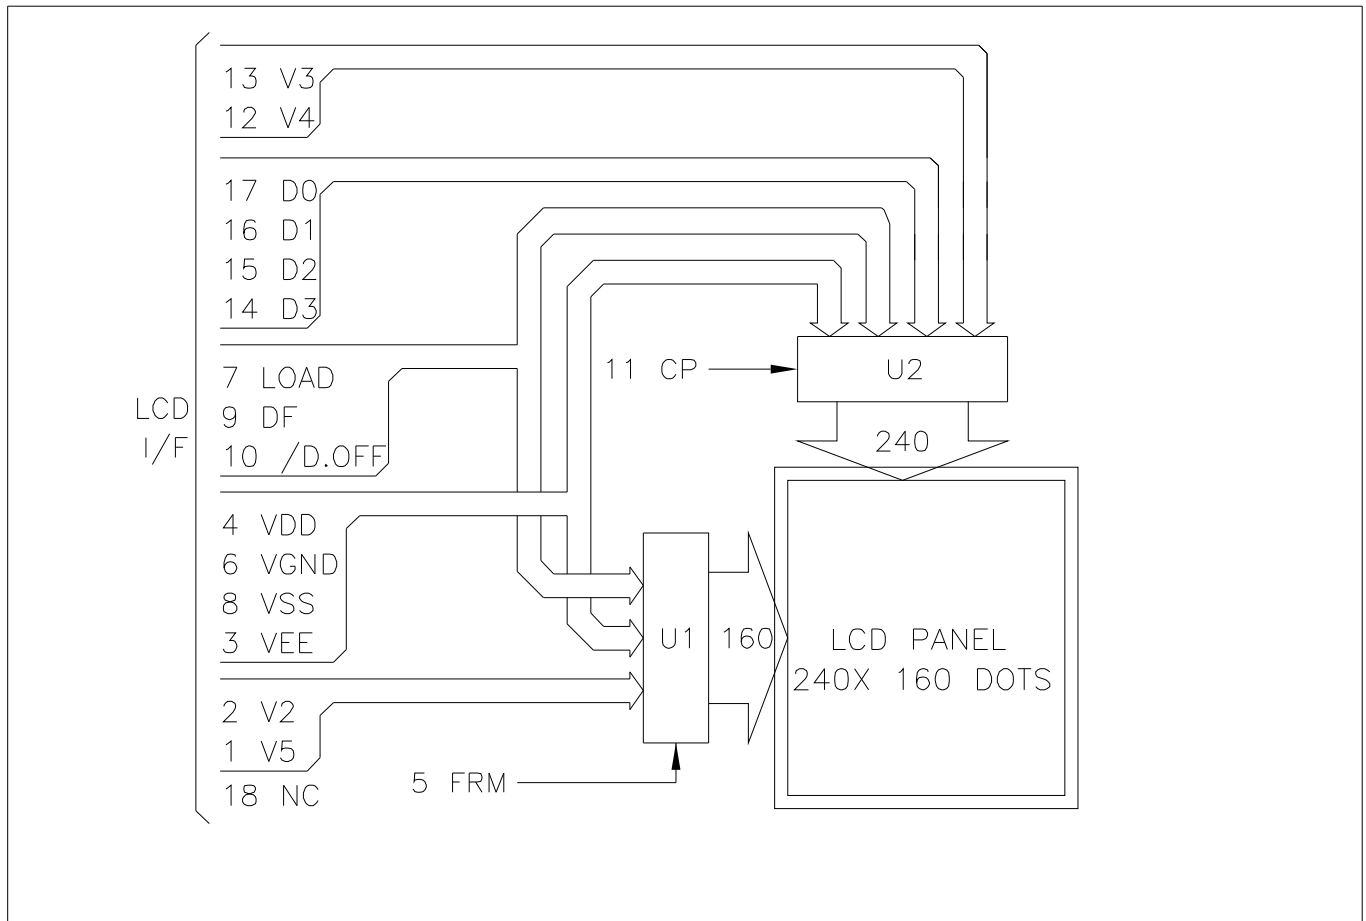 13 V3
12 V4
17 D0
16 D1
15 D2
14 D3
7 LOAD
9 DF
10 /D.OFF
LCD
I/F
4 VDD
6 VGND
8 VSS
3 VEE
2 V2
1 V5
18 NC
11 CP
U2
240
U1
160
LCD PANEL
240X 160 DOTS
5 FRM